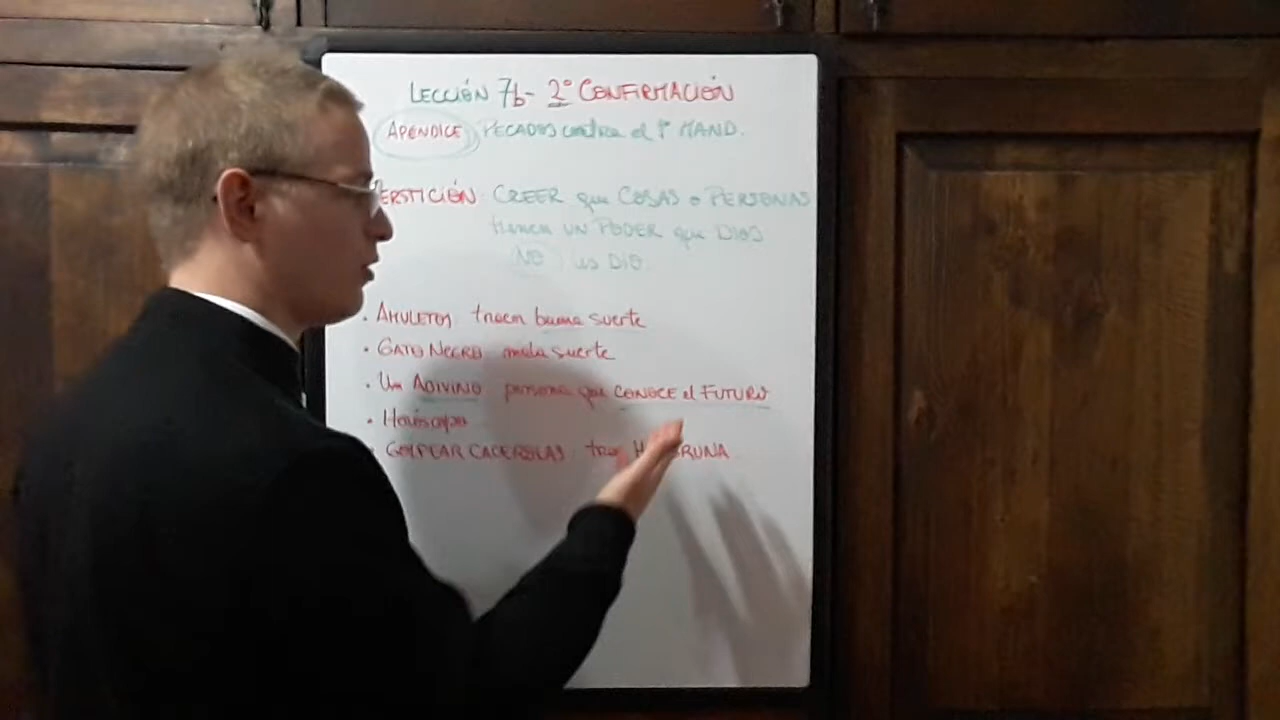 LECCIÓN 7b - 2º CONFIRMACIÓN
APÉNDICE PECADOS contra el 1º MAND.
ERSTICIÓN: CREER que COSAS o PERSONAS
tienen UN PODER que DIOS
NO les DIO.
• AMULETOS traen buena suerte
• GATO NEGRO mala suerte
• Un ADIVINO persona que CONOCE el FUTURO
• Horóscopo
• GOLPEAR CACEROLAS: trae